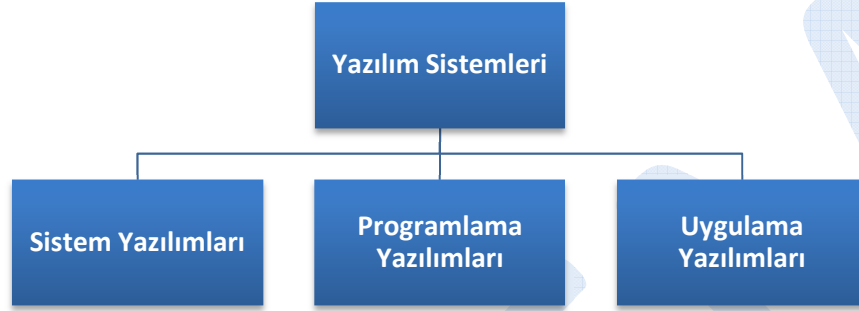 Yazılım Sistemleri
Sistem Yazılımları
Programlama
Yazılımları
Uygulama
Yazılımları